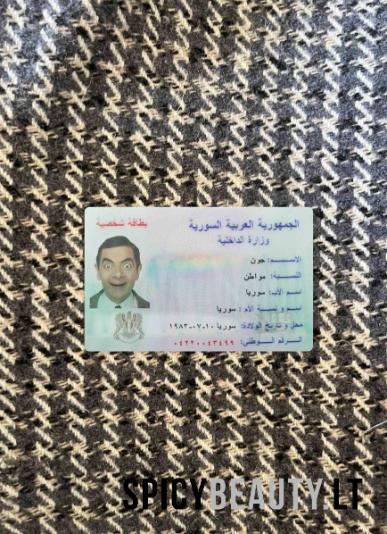 الجمهورية العربية السورية
بطاقة شخصية
وزارة الداخلية
الاسم: جون
النسبة: مواطن
اسم الأب: سوريا
اسم ونسبة الأم: سوريا
محل وتاريخ الولادة: سوريا ١٠-٠٧-١٩٨٣
الرقم الوطني: ٠٤٢٢٠٠٤٣٤٩٩
SPICYBEAUTY.LT